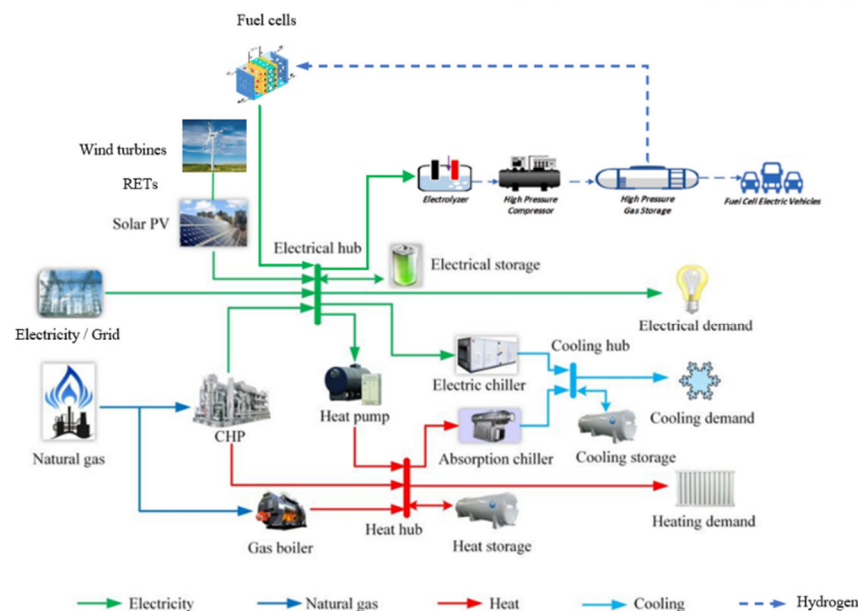 Fuel cells
Wind turbines
RETs
Solar PV
Electrolyzer
High Pressure
Compressor
High Pressure
Gas Storage
Fuel Cell Electric Vehicles
Electrical hub
Electrical storage
Electricity / Grid
Electrical demand
Cooling hub
Electric chiller
Heat pump
Cooling demand
Natural gas
CHP
Absorption chiller
Cooling storage
Gas boiler
Heat hub
Heat storage
Heating demand
Electricity
Natural gas
Heat
Cooling
Hydrogen